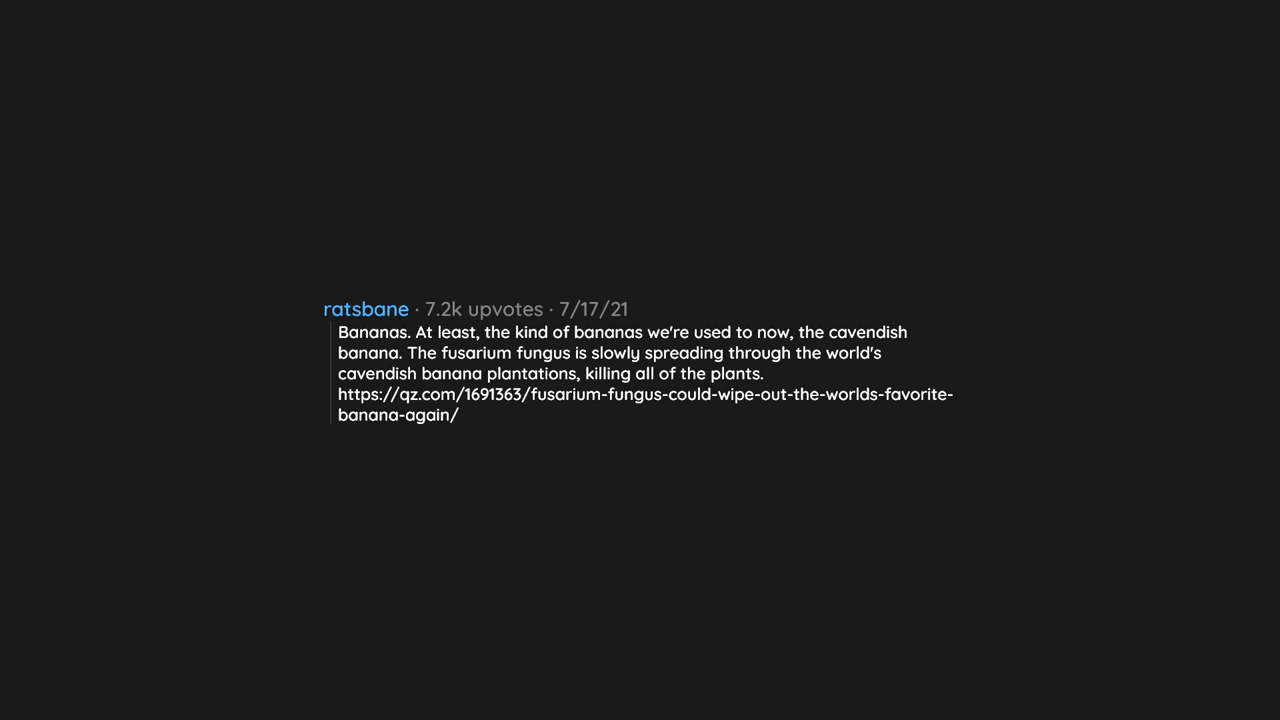 ratsbane · 7.2k upvotes · 7/17/21
Bananas. At least, the kind of bananas we're used to now, the cavendish
banana. The fusarium fungus is slowly spreading through the world's
cavendish banana plantations, killing all of the plants.
https://qz.com/1691363/fusarium-fungus-could-wipe-out-the-worlds-favorite-
banana-again/